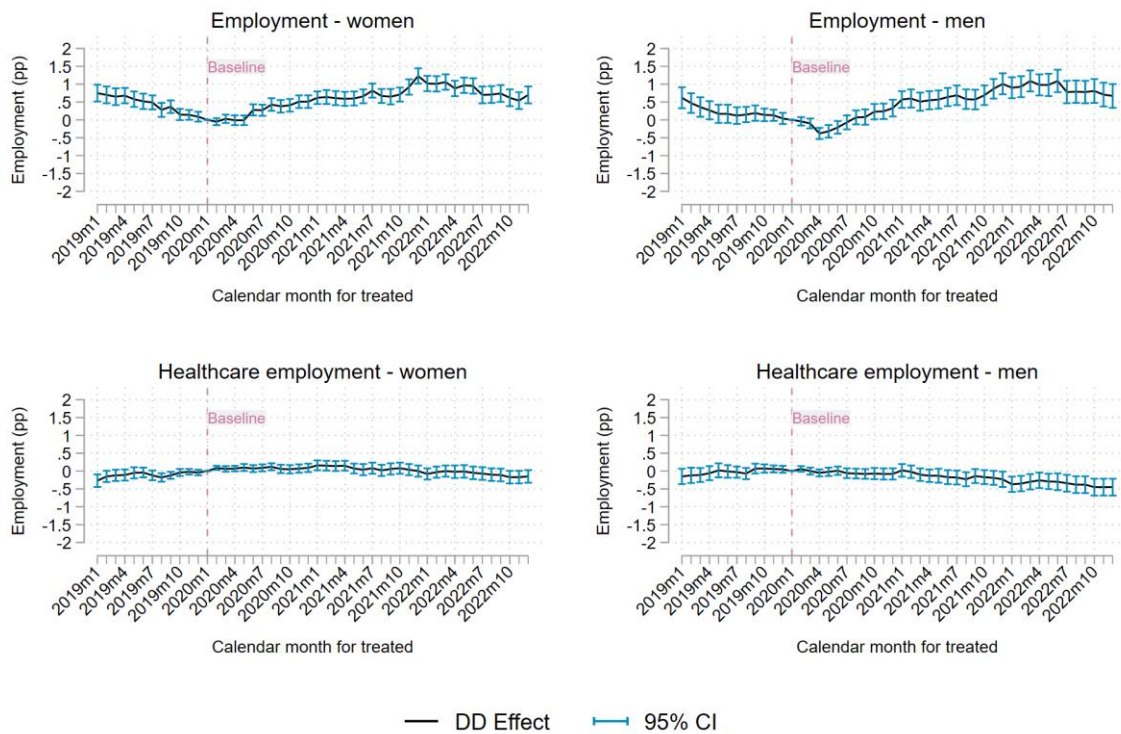 Employment - women
Employment (pp)
2
1.5
1
.5
0
-.5
-1
-1.5
-2
Baseline
2019m1
2019m4
2019m7
2019m10
2020m1
2020m4
2020m7
2020m10
2021m1
2021m4
2021m7
2021m10
2022m1
2022m4
2022m7
2022m10
Calendar month for treated
Employment - men
Employment (pp)
2
1.5
1
.5
0
-.5
-1
-1.5
-2
Baseline
2019m1
2019m4
2019m7
2019m10
2020m1
2020m4
2020m7
2020m10
2021m1
2021m4
2021m7
2021m10
2022m1
2022m4
2022m7
2022m10
Calendar month for treated
Healthcare employment - women
Employment (pp)
2
1.5
1
.5
0
-.5
-1
-1.5
-2
Baseline
2019m1
2019m4
2019m7
2019m10
2020m1
2020m4
2020m7
2020m10
2021m1
2021m4
2021m7
2021m10
2022m1
2022m4
2022m7
2022m10
Calendar month for treated
Healthcare employment - men
Employment (pp)
2
1.5
1
.5
0
-.5
-1
-1.5
-2
Baseline
2019m1
2019m4
2019m7
2019m10
2020m1
2020m4
2020m7
2020m10
2021m1
2021m4
2021m7
2021m10
2022m1
2022m4
2022m7
2022m10
Calendar month for treated
DD Effect
95% CI